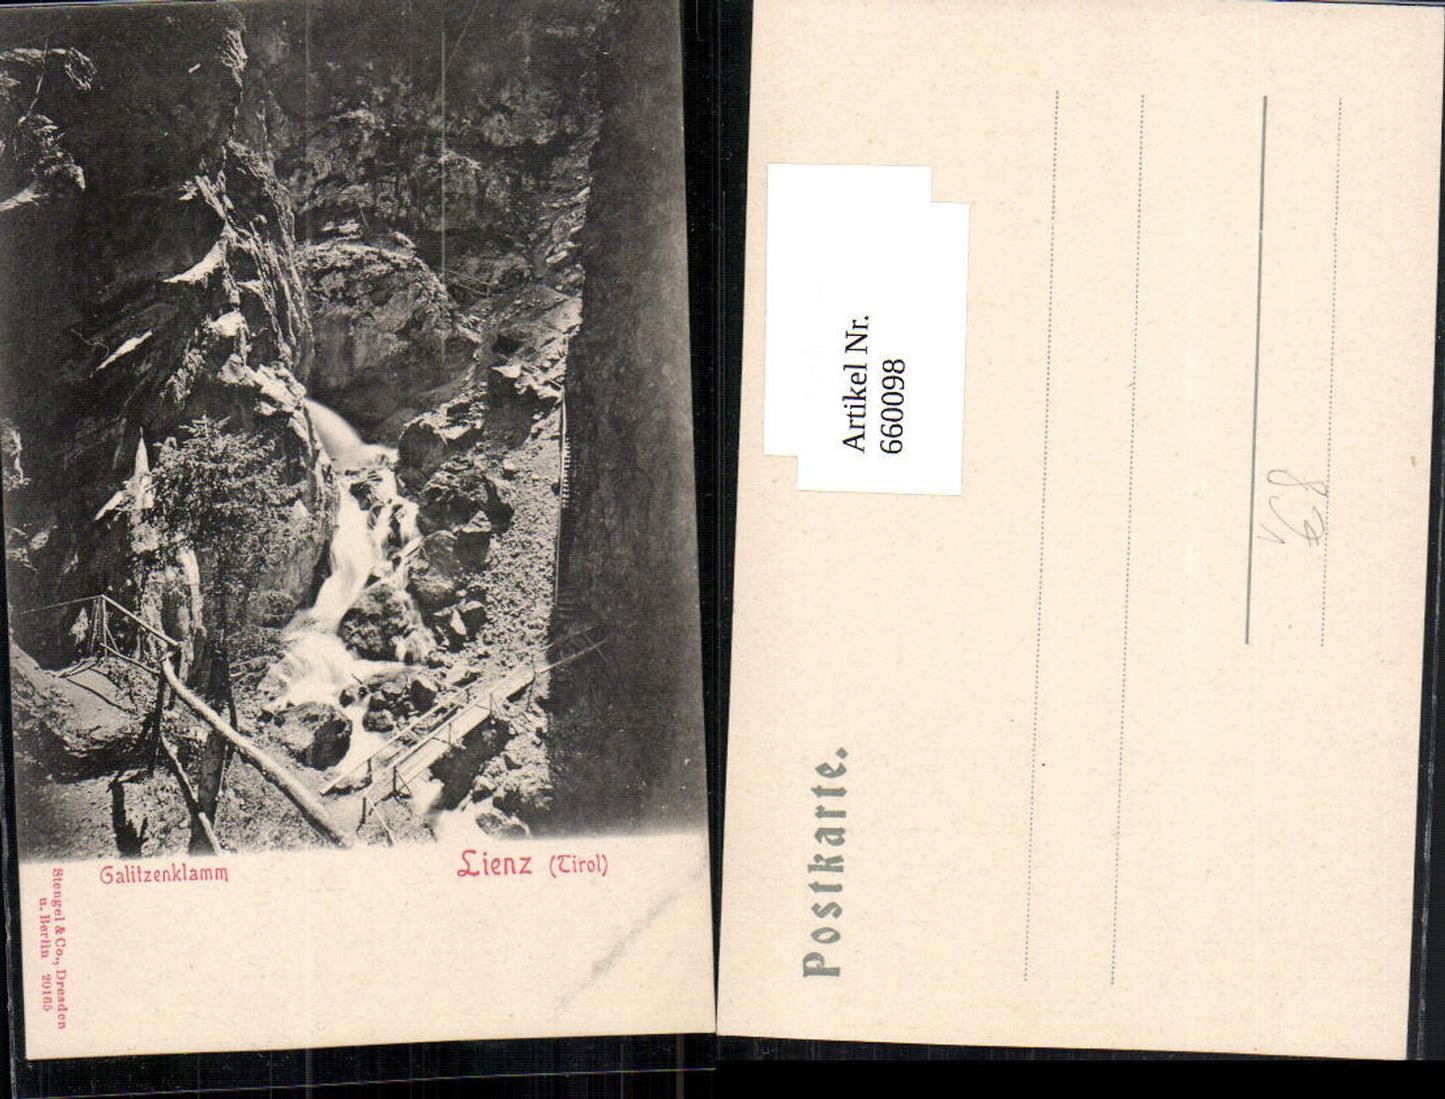 Galitzenklamm
Lienz (Tirol)
Stengel & Co., Dresden
u. Berlin 20165
Artikel Nr.
660098
Postkarte.